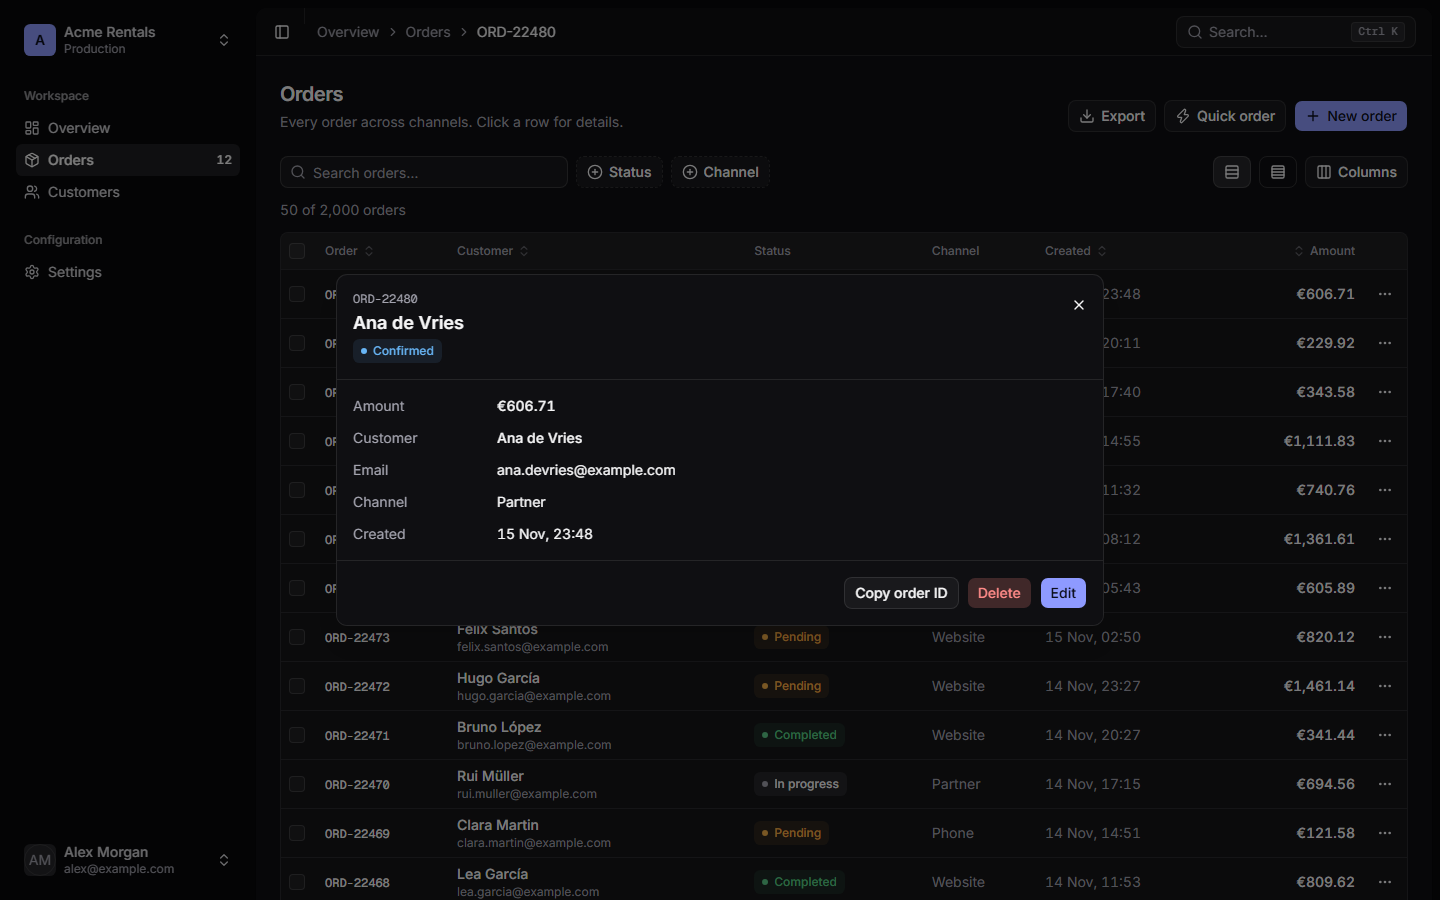 A
Acme Rentals
Production
Workspace
Overview
Orders 12
Customers
Configuration
Settings
AM
Alex Morgan
alex@example.com
Overview > Orders > ORD-22480
Search... Ctrl K
Orders
Every order across channels. Click a row for details.
Export Quick order + New order
Search orders... Status Channel Columns
50 of 2,000 orders
Order Customer Status Channel Created Amount
23:48 €606.71
20:11 €229.92
17:40 €343.58
14:55 €1,111.83
11:32 €740.76
08:12 €1,361.61
05:43 €605.89
ORD-22480
Ana de Vries
Confirmed
Amount €606.71
Customer Ana de Vries
Email ana.devries@example.com
Channel Partner
Created 15 Nov, 23:48
Copy order ID Delete Edit
ORD-22473 Felix Santos Pending Website 15 Nov, 02:50 €820.12
felix.santos@example.com
ORD-22472 Hugo García Pending Website 14 Nov, 23:27 €1,461.14
hugo.garcia@example.com
ORD-22471 Bruno López Completed Website 14 Nov, 20:27 €341.44
bruno.lopez@example.com
ORD-22470 Rui Müller In progress Partner 14 Nov, 17:15 €694.56
rui.muller@example.com
ORD-22469 Clara Martin Pending Phone 14 Nov, 14:51 €121.58
clara.martin@example.com
ORD-22468 Lea García Completed Website 14 Nov, 11:53 €809.62
lea.garcia@example.com